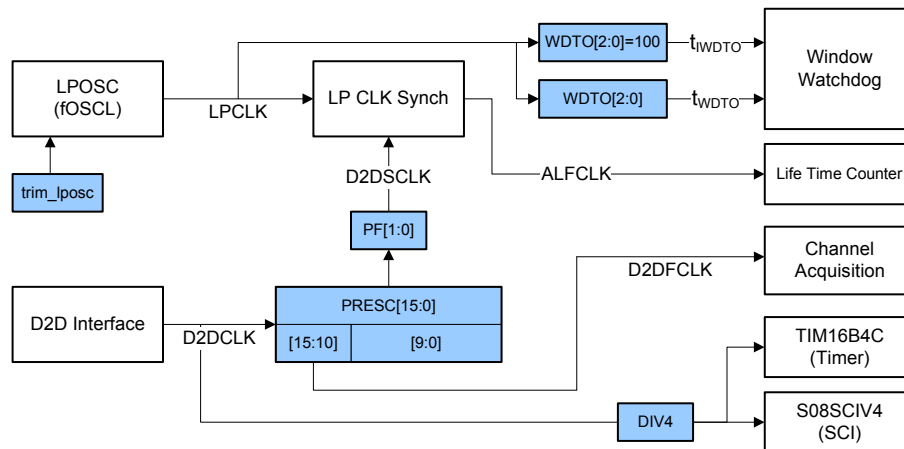 LPOSC
(fOSCL)
LPCLK
LP CLK Synch
WDTO[2:0]=100
tIWDTO
WDTO[2:0]
tWDTO
Window
Watchdog
trim_lposc
D2DSCLK
ALFCLK
Life Time Counter
PF[1:0]
D2DFCLK
Channel
Acquisition
D2D Interface
D2DCLK
PRESC[15:0]
[15:10]
[9:0]
TIM16B4C
(Timer)
DIV4
S08SCIV4
(SCI)